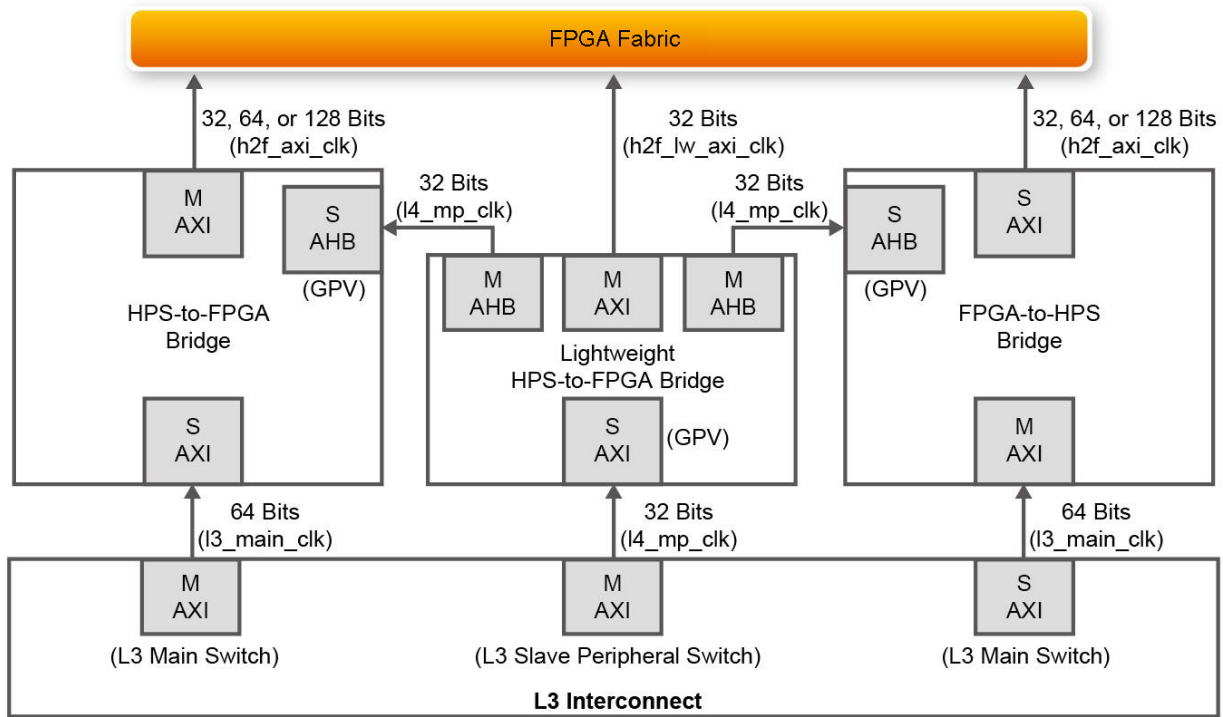 FPGA Fabric
32, 64, or 128 Bits
(h2f_axi_clk)
32 Bits
(h2f_lw_axi_clk)
32, 64, or 128 Bits
(h2f_axi_clk)
M
AXI
S
AHB
(GPV)
32 Bits
(l4_mp_clk)
32 Bits
(l4_mp_clk)
S
AHB
(GPV)
S
AXI
HPS-to-FPGA
Bridge
M
AHB
M
AXI
M
AHB
Lightweight
HPS-to-FPGA Bridge
FPGA-to-HPS
Bridge
S
AXI
S
AXI
(GPV)
M
AXI
64 Bits
(l3_main_clk)
32 Bits
(l4_mp_clk)
64 Bits
(l3_main_clk)
M
AXI
(L3 Main Switch)
M
AXI
(L3 Slave Peripheral Switch)
S
AXI
(L3 Main Switch)
L3 Interconnect